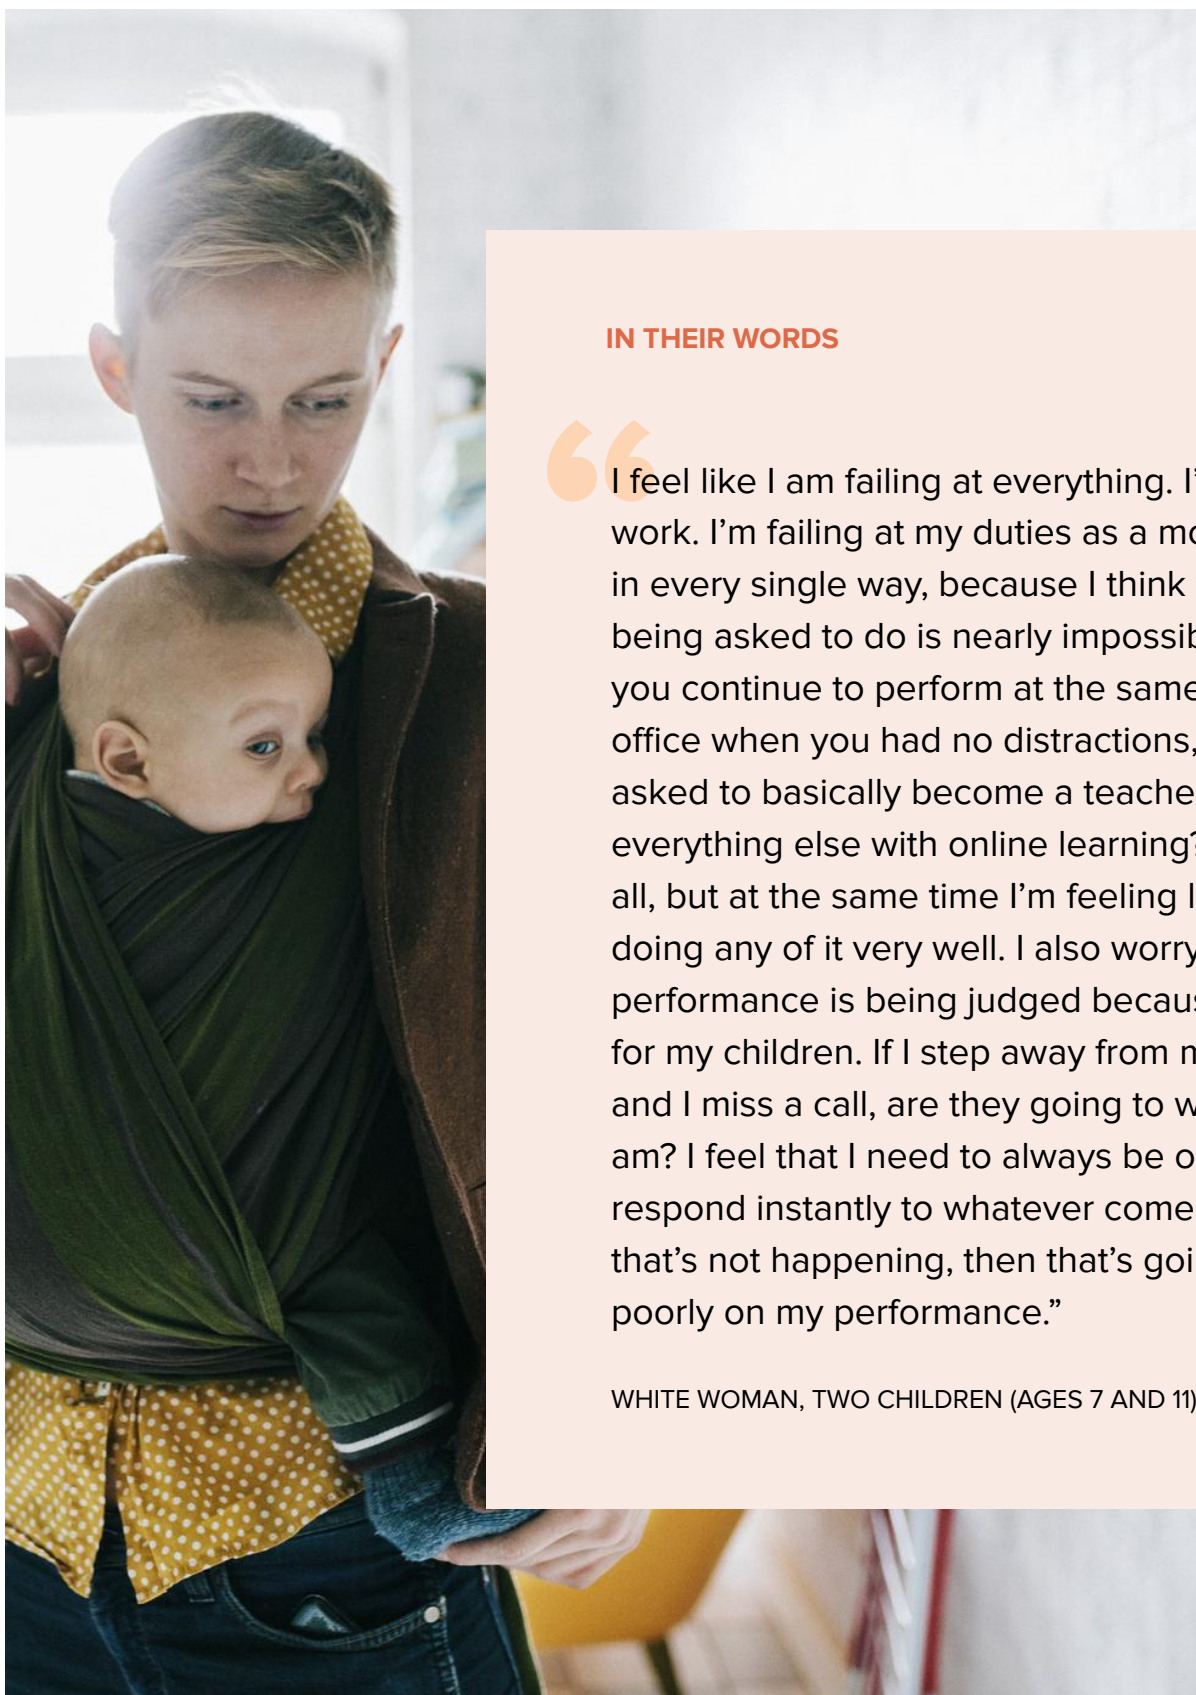 IN THEIR WORDS
“
I feel like I am failing at everything. I’
work. I’m failing at my duties as a
in every single way, because I think
being asked to do is nearly
you continue to perform at the same
office when you had no distractions,
asked to basically become a
everything else with online learning?
all, but at the same time I’m feeling
doing any of it very well. I also worry
performance is being judged
for my children. If I step away from
and I miss a call, are they going to
am? I feel that I need to always be
respond instantly to whatever
that’s not happening, then that’s
poorly on my performance.”
WHITE WOMAN, TWO CHILDREN (AGES 7 AND 11)